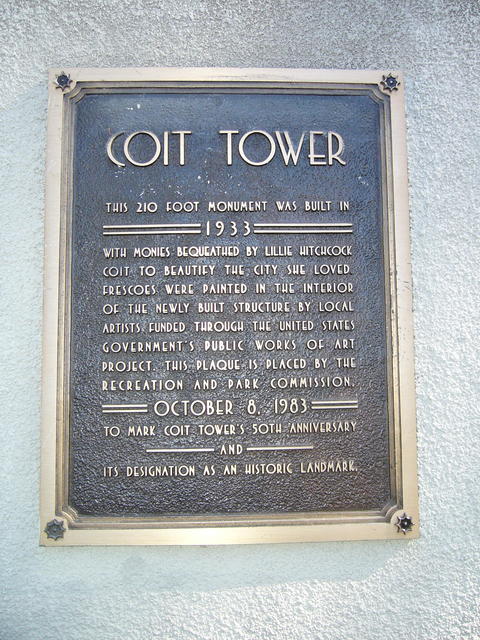 COIT TOWER
THIS 210 FOOT MONUMENT WAS BUILT IN
1933
WITH MONIES BEQUEATHED BY LILLIE HITCHCOCK
COIT TO BEAUTIFY THE CITY SHE LOVED.
FRESCOES WERE PAINTED IN THE INTERIOR
OF THE NEWLY BUILT STRUCTURE BY LOCAL
ARTISTS FUNDED THROUGH THE UNITED STATES
GOVERNMENT'S PUBLIC WORKS OF ART
PROJECT. THIS PLAQUE IS PLACED BY THE
RECREATION AND PARK COMMISSION,
OCTOBER 8, 1983
TO MARK COIT TOWER'S 50TH ANNIVERSARY
AND
ITS DESIGNATION AS AN HISTORIC LANDMARK.